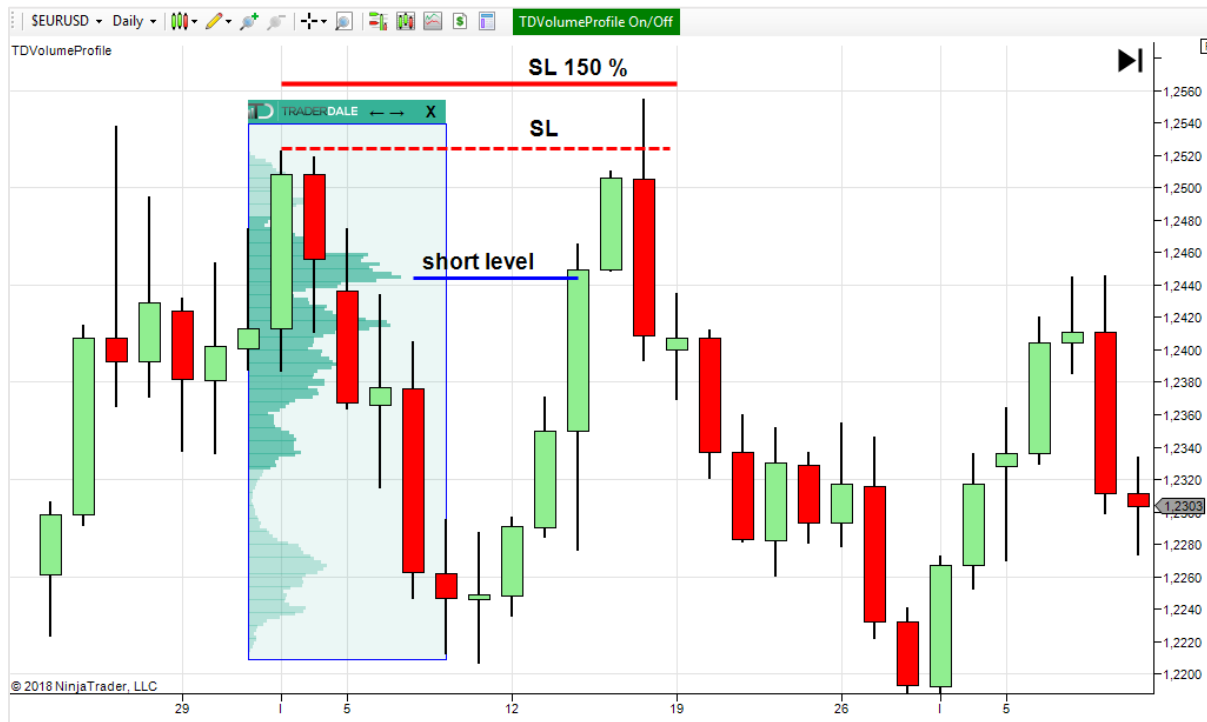 $EURUSD Daily TDVolumeProfile On/Off
TDVolumeProfile
SL 150 %
TD TRADERDALE ←→ X
SL
short level
1,2560
1,2540
1,2520
1,2500
1,2480
1,2460
1,2440
1,2420
1,2400
1,2380
1,2360
1,2340
1,2320
1,2303
1,2280
1,2260
1,2240
1,2220
1,2200
© 2018 NinjaTrader, LLC
29 I 5 12 19 26 I 5